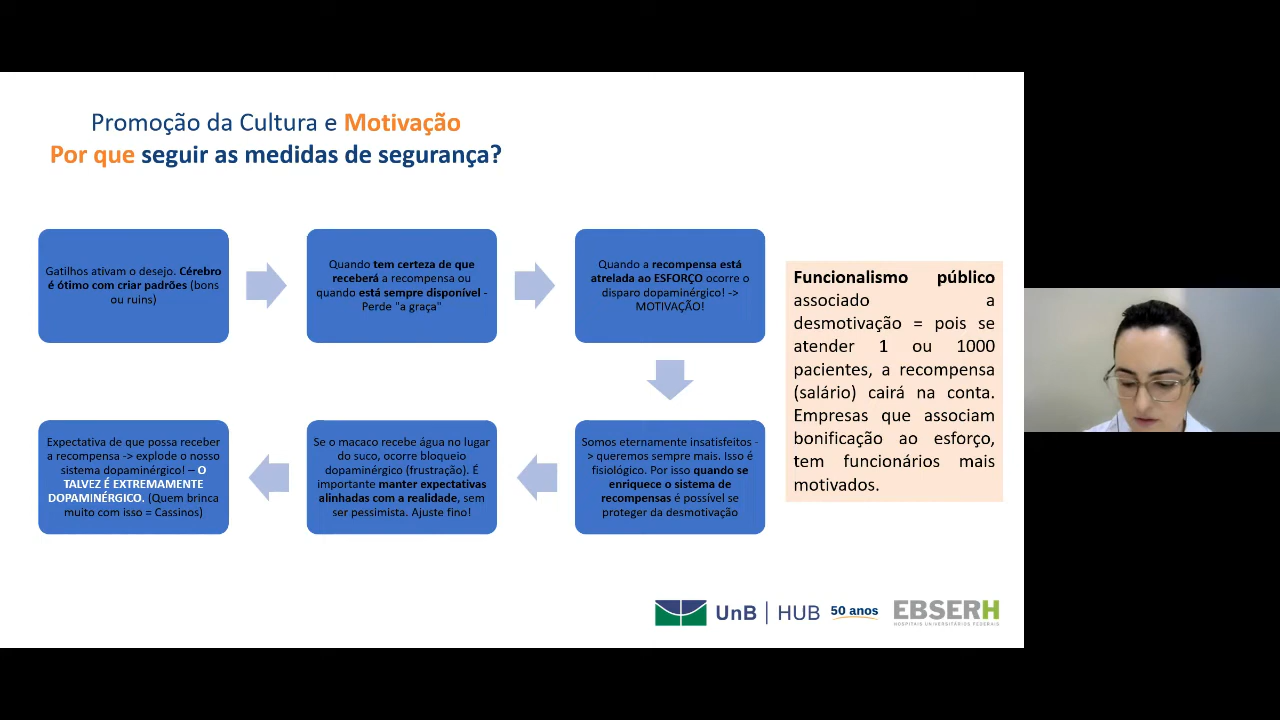 Promoção da Cultura e Motivação
Por que seguir as medidas de segurança?
Gatilhos ativam o desejo. Cérebro
é ótimo com criar padrões (bons
ou ruins)
Quando tem certeza de que
receberá a recompensa ou
quando está sempre disponível -
Perde "a graça"
Quando a recompensa está
atrelada ao ESFORÇO ocorre o
disparo dopaminérgico! ->
MOTIVAÇÃO!
Somos eternamente insatisfeitos -
> queremos sempre mais. Isso é
fisiológico. Por isso quando se
enriquece o sistema de
recompensas é possível se
proteger da desmotivação
Se o macaco recebe água no lugar
do suco, ocorre bloqueio
dopaminérgico (frustração). É
importante manter expectativas
alinhadas com a realidade, sem
ser pessimista. Ajuste fino!
Expectativa de que possa receber
a recompensa -> explode o nosso
sistema dopaminérgico! – O
TALVEZ É EXTREMAMENTE
DOPAMINÉRGICO. (Quem brinca
muito com isso = Cassinos)
Funcionalismo público
associado a
desmotivação = pois se
atender 1 ou 1000
pacientes, a recompensa
(salário) cairá na conta.
Empresas que associam
bonificação ao esforço,
tem funcionários mais
motivados.
UnB | HUB 50 anos EBSERH
HOSPITAIS UNIVERSITÁRIOS FEDERAIS